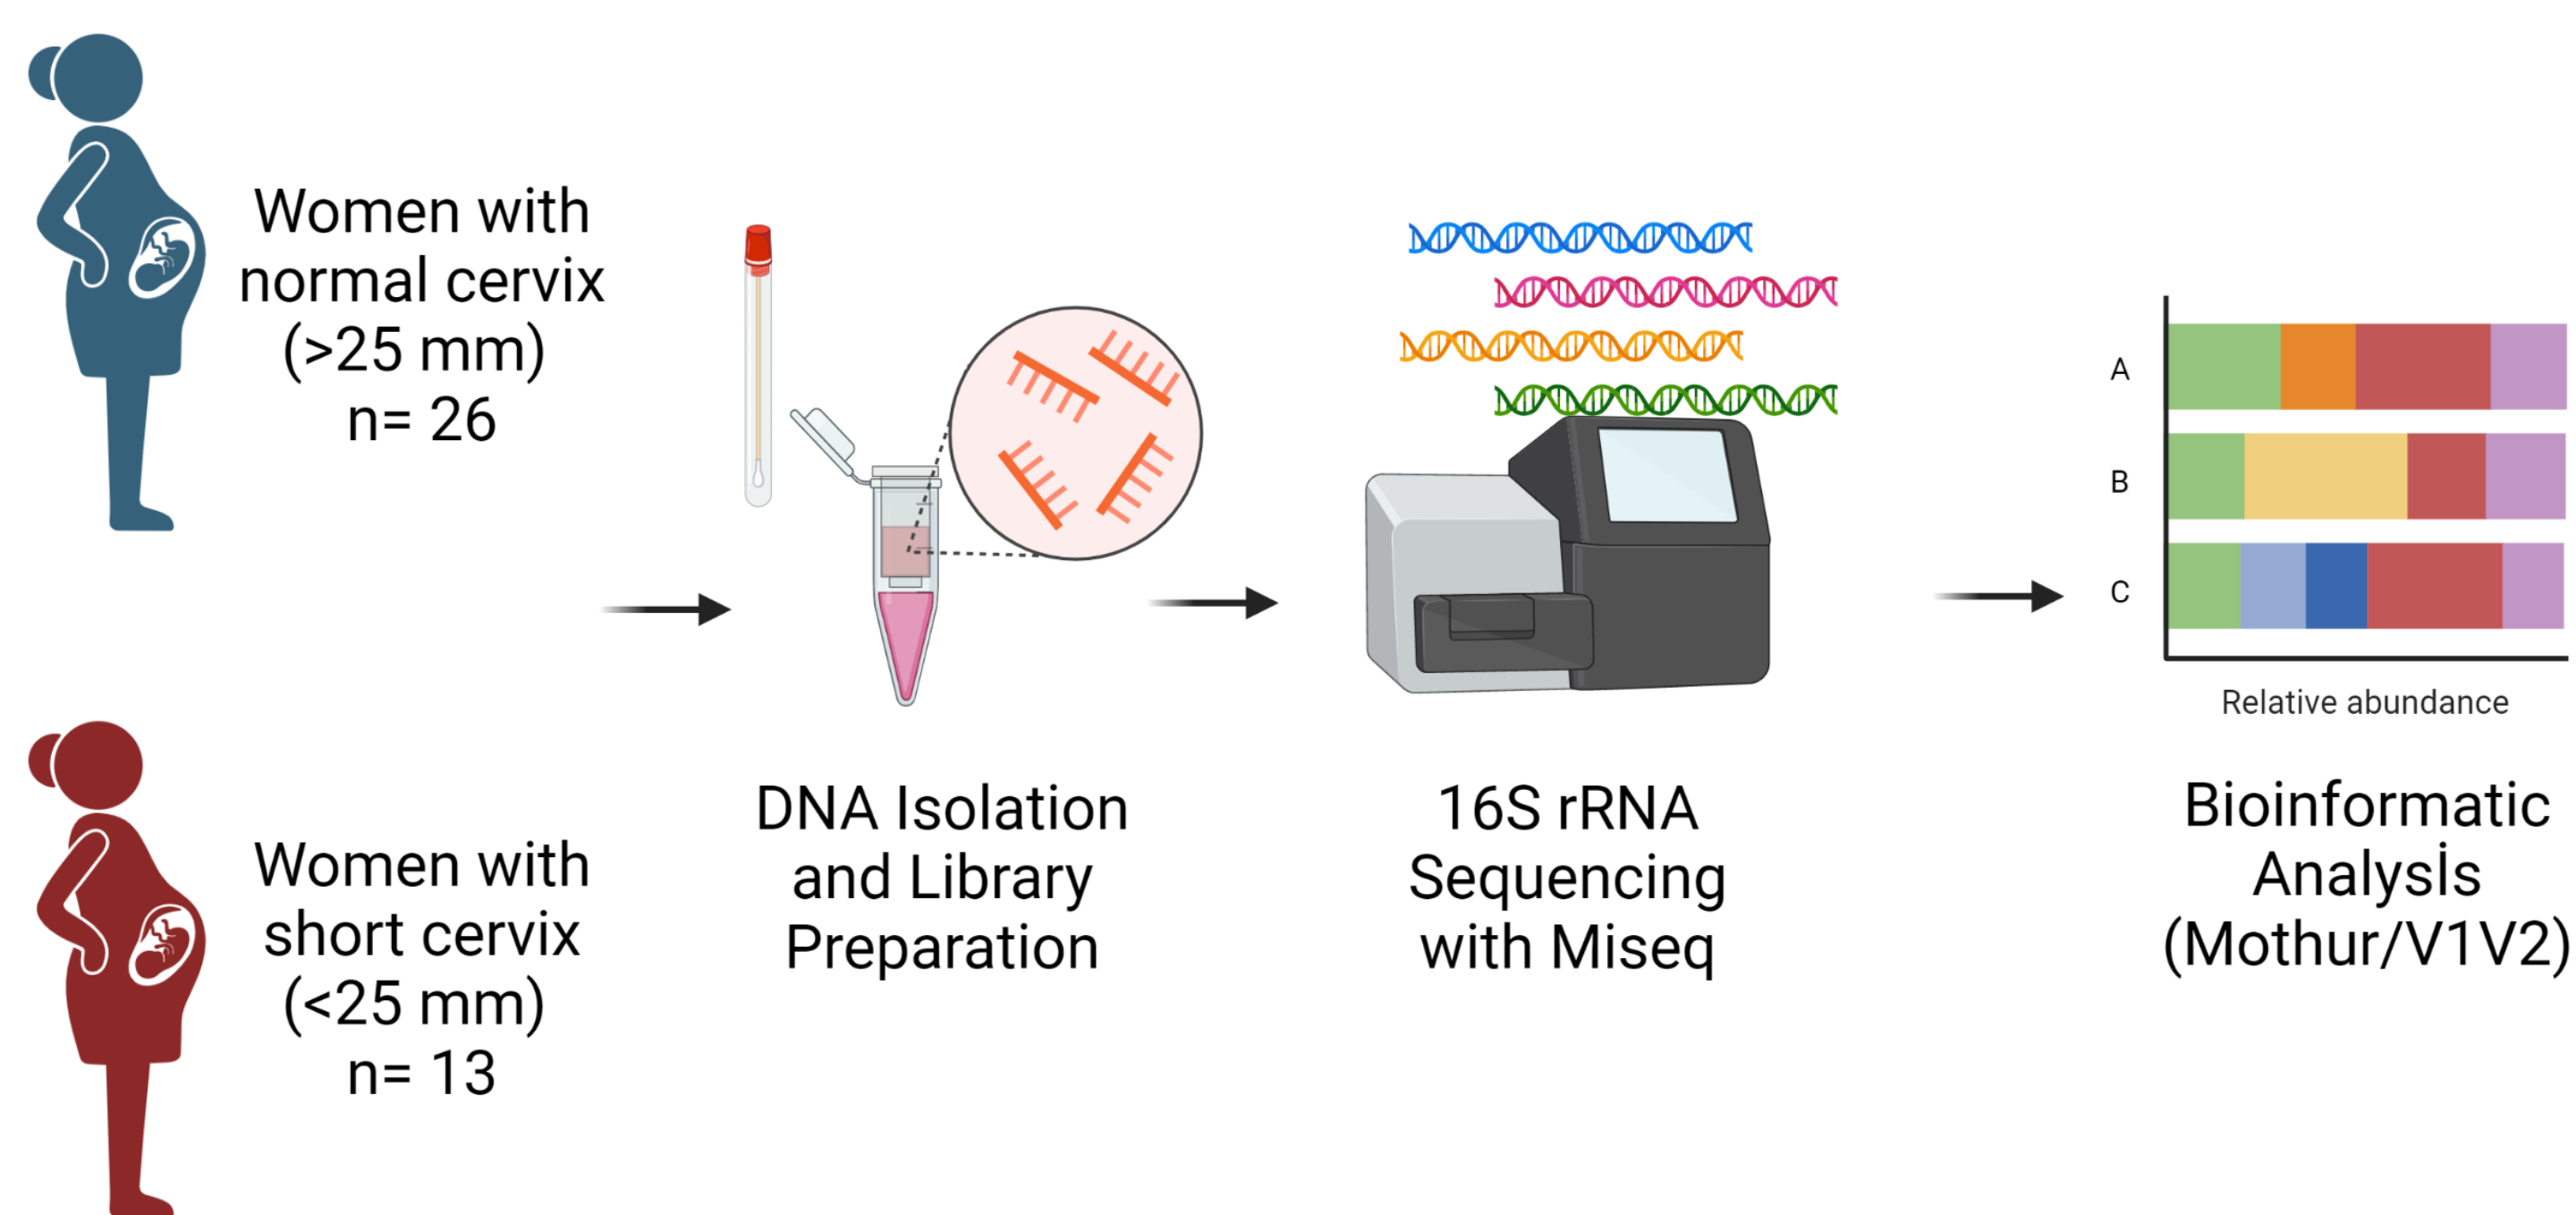 Women with
normal cervix
(>25 mm)
n= 26
Women with
short cervix
(<25 mm)
n= 13
DNA Isolation
and Library
Preparation
16S rRNA
Sequencing
with Miseq
A
B
C
Relative abundance
Bioinformatic
Analysi̇s
(Mothur/V1V2)